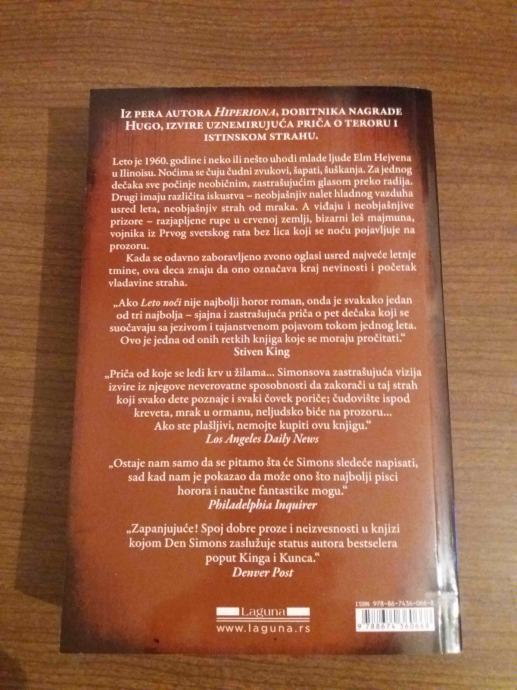 IZ PERA AUTORA HIPERIONA, DOBITNIKA NAGRADE
HUGO, IZVIRE UZNEMIRUJUĆA PRIČA O TERORU I
ISTINSKOM STRAHU.
Leto je 1960. godine i neko ili nešto uhodi mlade ljude Elm Hejvena
u Ilinoisu. Noćima se čuju čudni zvukovi, šapati, šuškanja. Za jednog
dečaka sve počinje neobičnim, zastrašujućim glasom preko radija.
Drugi imaju različita iskustva – neobjašnjiv nalet hladnog vazduha
usred leta, neobjašnjiv strah od mraka. A viđaju i neobjašnjive
prizore – razjapljene rupe u crvenoj zemlji, bizarni leš majmuna,
vojnika iz Prvog svetskog rata bez lica koji se noću pojavljuje na
prozoru.
Kada se odavno zaboravljeno zvono oglasi usred najveće letnje
tmine, ova deca znaju da ono označava kraj nevinosti i početak
vladavine straha.
„Ako Leto noći nije najbolji horor roman, onda je svakako jedan
od tri najbolja – sjajna i zastrašujuća priča o pet dečaka koji se
suočavaju sa jezivom i tajanstvenom pojavom tokom jednog leta.
Ovo je jedna od onih retkih knjiga koje se moraju pročitati.“
Stiven King
„Priča od koje se ledi krv u žilama... Simonsova zastrašujuća vizija
izvire iz njegove neverovatne sposobnosti da zakorači u taj strah
koji svako dete poznaje i svaki čovek poriče; čudovište ispod
kreveta, mrak u ormanu, neljudsko biće na prozoru...
Ako ste plašljivi, nemojte kupiti ovu knjigu.“
Los Angeles Daily News
„Ostaje nam samo da se pitamo šta će Simons sledeće napisati,
sad kad nam je pokazao da može ono što najbolji pisci
horora i naučne fantastike mogu.“
Philadelphia Inquirer
„Zapanjujuće! Spoj dobre proze i neizvesnosti u knjizi
kojom Den Simons zaslužuje status autora bestselera
poput Kinga i Kunca.“
Denver Post
Laguna
www.laguna.rs
ISBN 978-86-7436-066-8
9 788674 360668